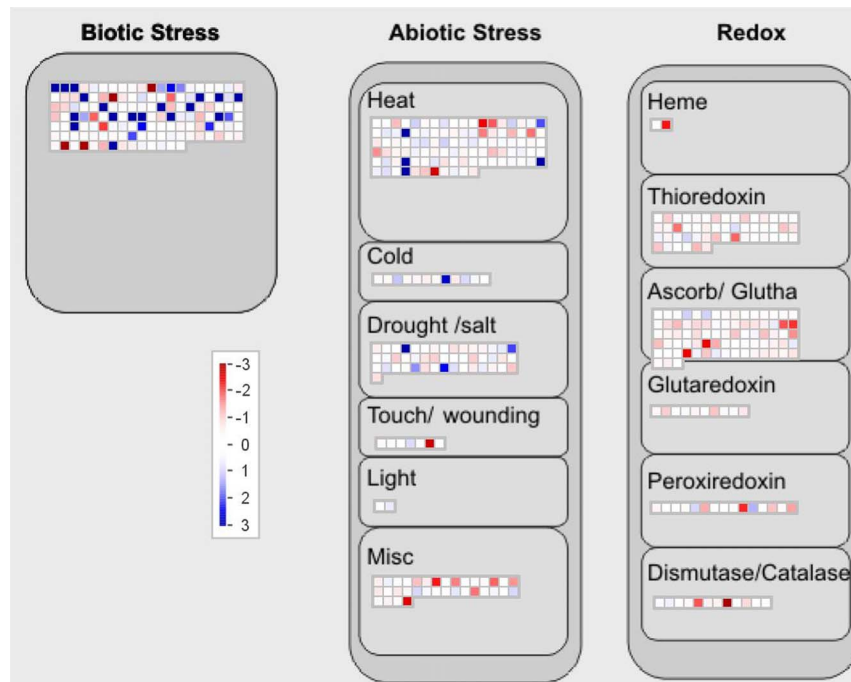 Biotic Stress
Abiotic Stress
Redox
Heat
Cold
Drought /salt
Touch/ wounding
Light
Misc
Heme
Thioredoxin
Ascorb/ Glutha
Glutaredoxin
Peroxiredoxin
Dismutase/Catalase
-3
-2
-1
0
1
2
3